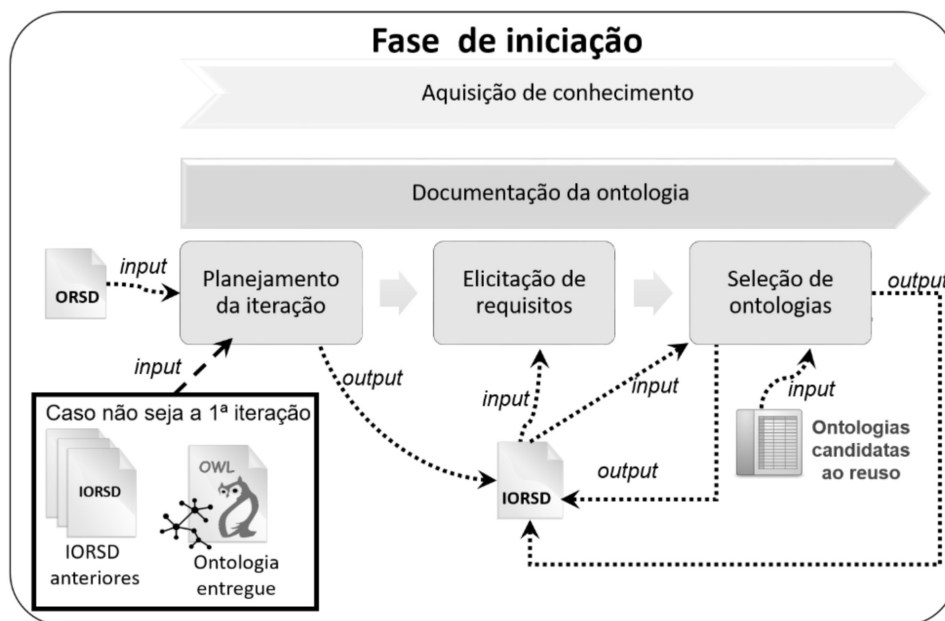 Fase de iniciação
Aquisição de conhecimento
Documentação da ontologia
ORSD
input
Planejamento
da iteração
Elicitação de
requisitos
Seleção de
ontologias
output
input
output
input
input
input
Caso não seja a 1ª iteração
IORSD
IORSD
anteriores
OWL
Ontologia
entregue
IORSD
output
Ontologias
candidatas
ao reuso